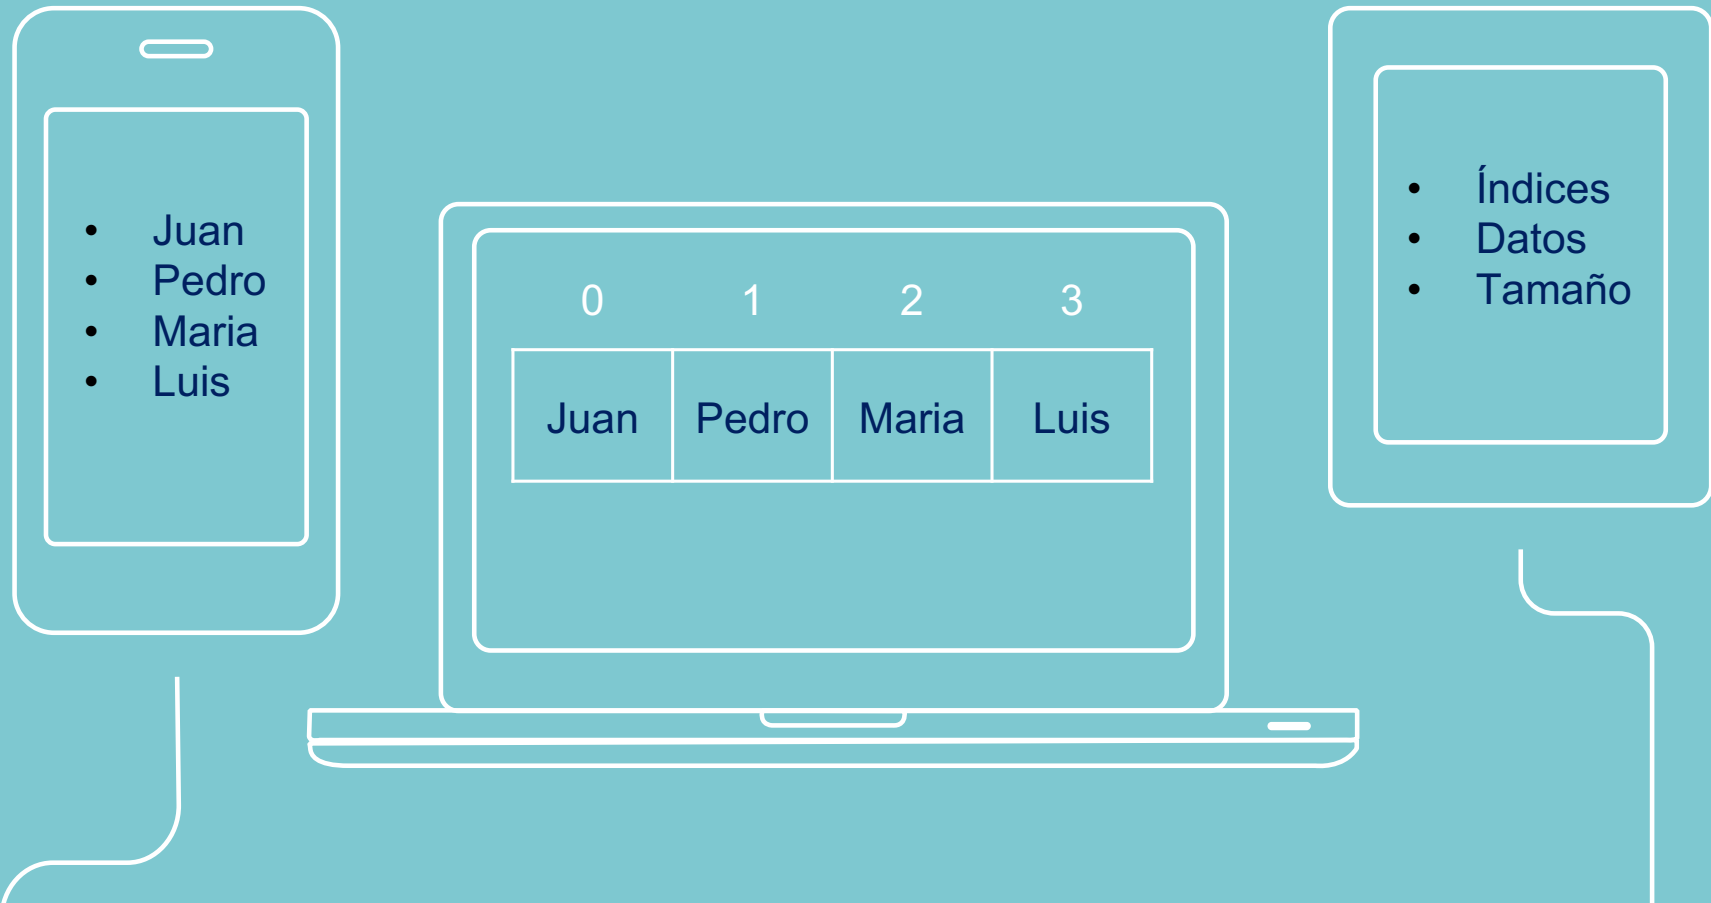 • Juan
• Pedro
• Maria
• Luis
0 1 2 3
Juan Pedro Maria Luis
• Índices
• Datos
• Tamaño